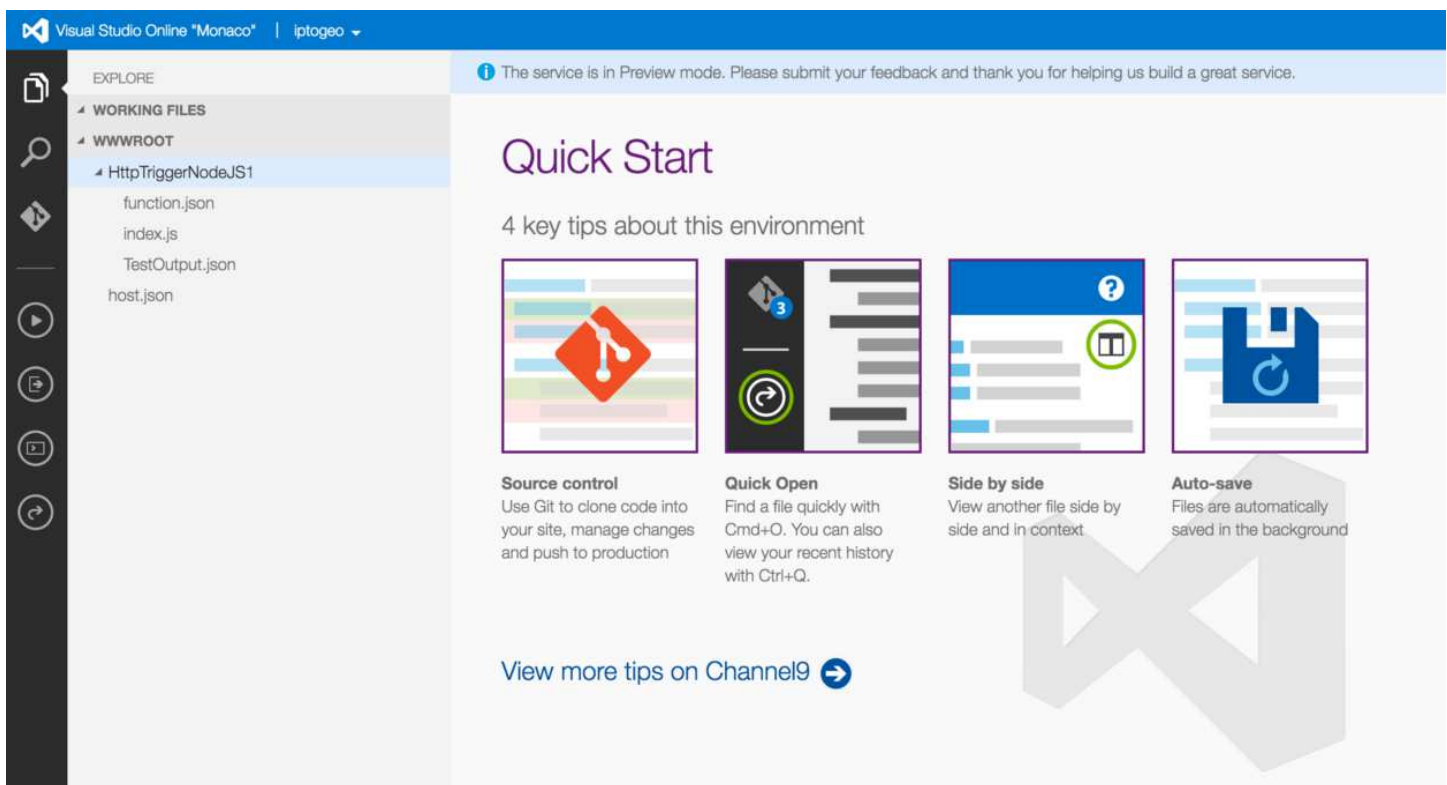 Visual Studio Online "Monaco" | iptogeo
EXPLORE
WORKING FILES
WWWROOT
HttpTriggerNodeJS1
function.json
index.js
TestOutput.json
host.json
The service is in Preview mode. Please submit your feedback and thank you for helping us build a great service.
Quick Start
4 key tips about this environment
3
?
Source control
Use Git to clone code into
your site, manage changes
and push to production
Quick Open
Find a file quickly with
Cmd+O. You can also
view your recent history
with Ctrl+Q.
Side by side
View another file side by
side and in context
Auto-save
Files are automatically
saved in the background
View more tips on Channel9